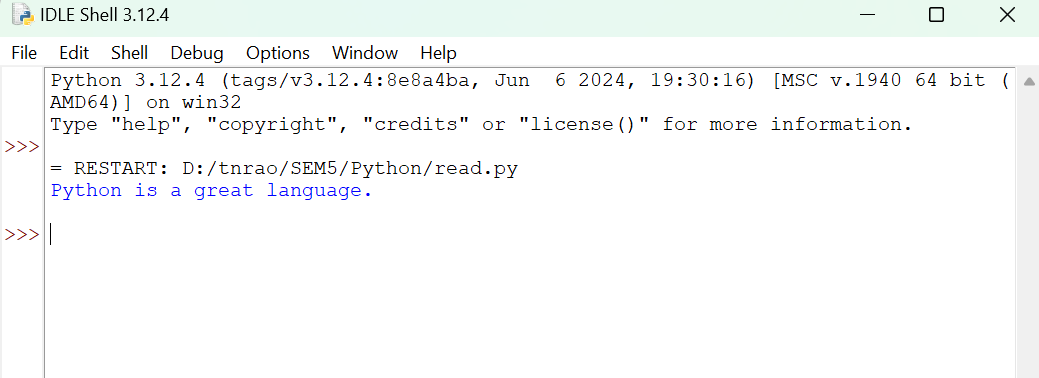 IDLE Shell 3.12.4
File Edit Shell Debug Options Window Help
Python 3.12.4 (tags/v3.12.4:8e8a4ba, Jun  6 2024, 19:30:16) [MSC v.1940 64 bit (
AMD64)] on win32
Type "help", "copyright", "credits" or "license()" for more information.
>>>
= RESTART: D:/tnrao/SEM5/Python/read.py
Python is a great language.
>>>